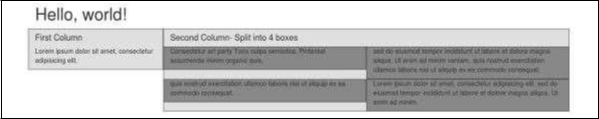 Hello, world!
First Column
Lorem ipsum dolor sit amet, consectetur
adipisicing elit.
Second Column- Split into 4 boxes
Consectetur art party Tonx culpa semiotics. Pinterest
assumenda minim organic quis.
sed do eiusmod tempor incididunt ut labore et dolore magna
aliqua. Ut enim ad minim veniam, quis nostrud exercitation
ullamco laboris nisi ut aliquip ex ea commodo consequat.
quis nostrud exercitation ullamco laboris nisi ut aliquip ex ea
commodo consequat.
Lorem ipsum dolor sit amet, consectetur adipisicing elit, sed do
eiusmod tempor incididunt ut labore et dolore magna aliqua. Ut
enim ad minim.